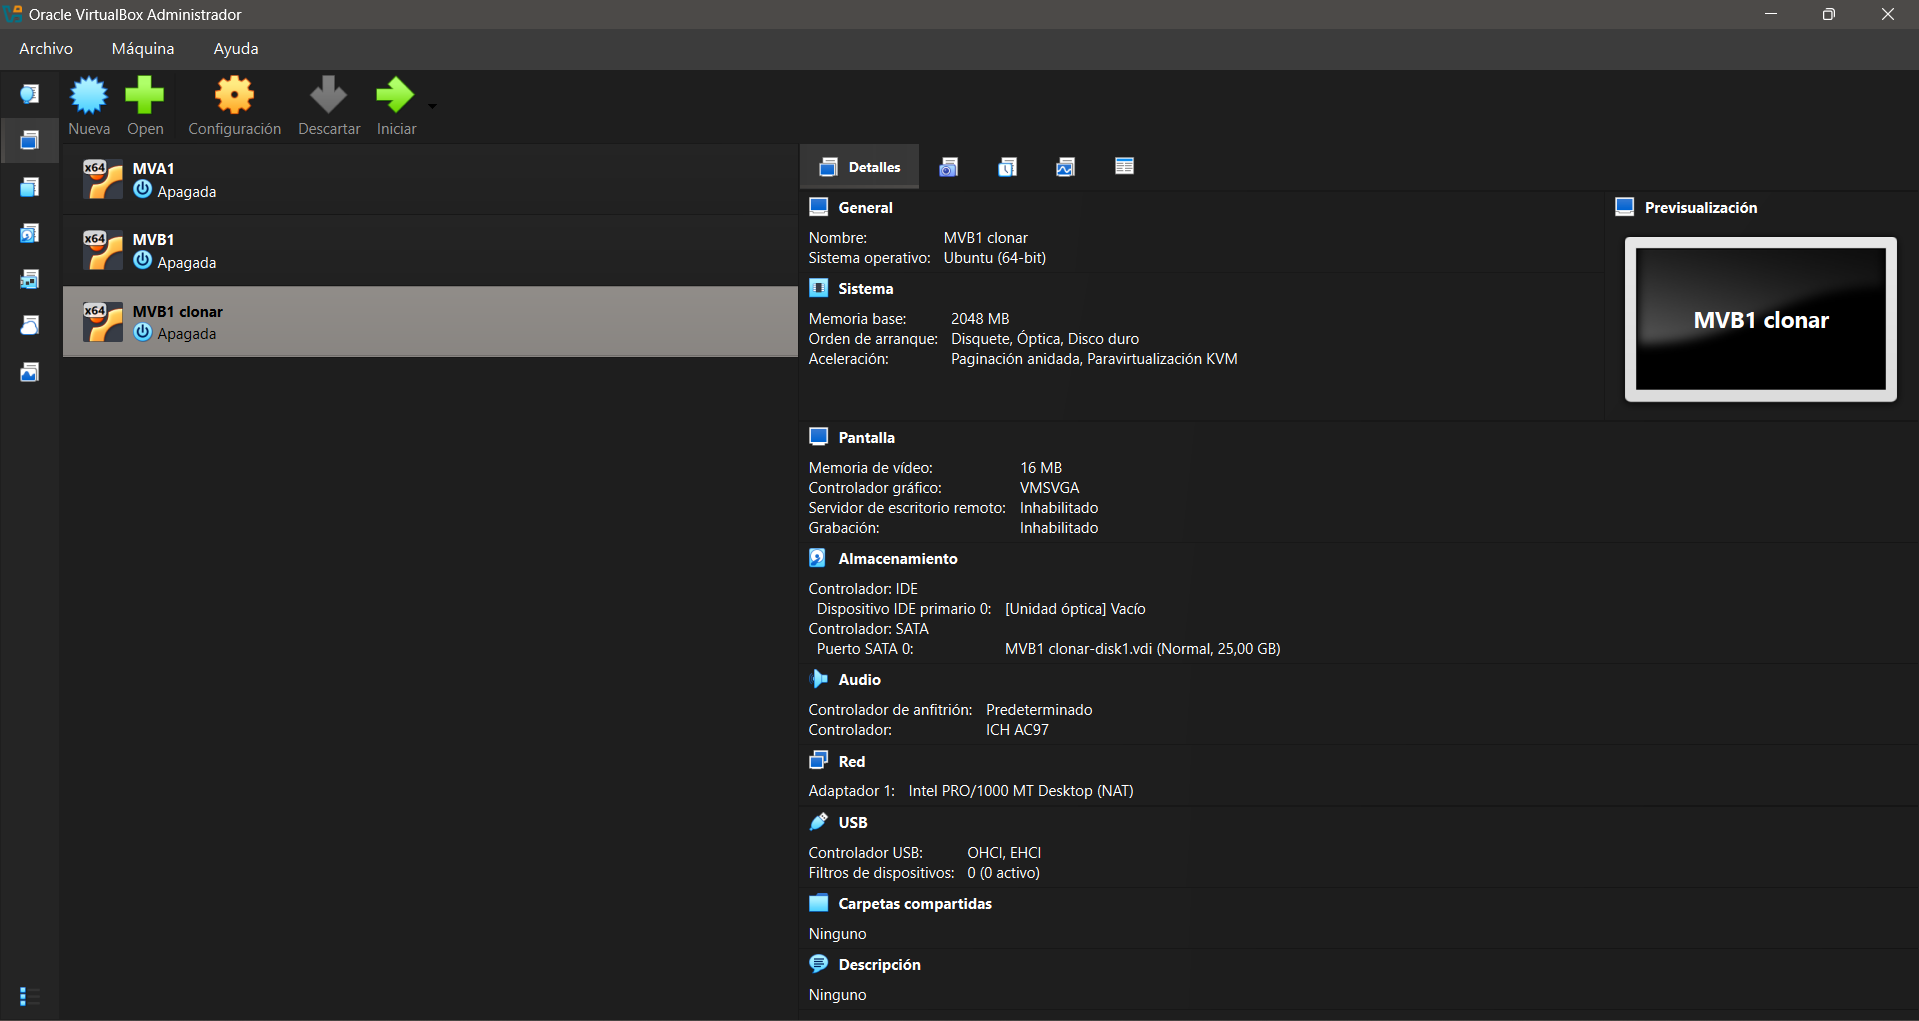 Oracle VirtualBox Administrador
Archivo Máquina Ayuda
Nueva Open Configuración Descartar Iniciar
x64 MVA1
Apagada
x64 MVB1
Apagada
x64 MVB1 clonar
Apagada
Detalles
General
Nombre: MVB1 clonar
Sistema operativo: Ubuntu (64-bit)
Previsualización
MVB1 clonar
Sistema
Memoria base: 2048 MB
Orden de arranque: Disquete, Óptica, Disco duro
Aceleración: Paginación anidada, Paravirtualización KVM
Pantalla
Memoria de vídeo: 16 MB
Controlador gráfico: VMSVGA
Servidor de escritorio remoto: Inhabilitado
Grabación: Inhabilitado
Almacenamiento
Controlador: IDE
Dispositivo IDE primario 0: [Unidad óptica] Vacío
Controlador: SATA
Puerto SATA 0: MVB1 clonar-disk1.vdi (Normal, 25,00 GB)
Audio
Controlador de anfitrión: Predeterminado
Controlador: ICH AC97
Red
Adaptador 1: Intel PRO/1000 MT Desktop (NAT)
USB
Controlador USB: OHCI, EHCI
Filtros de dispositivos: 0 (0 activo)
Carpetas compartidas
Ninguno
Descripción
Ninguno